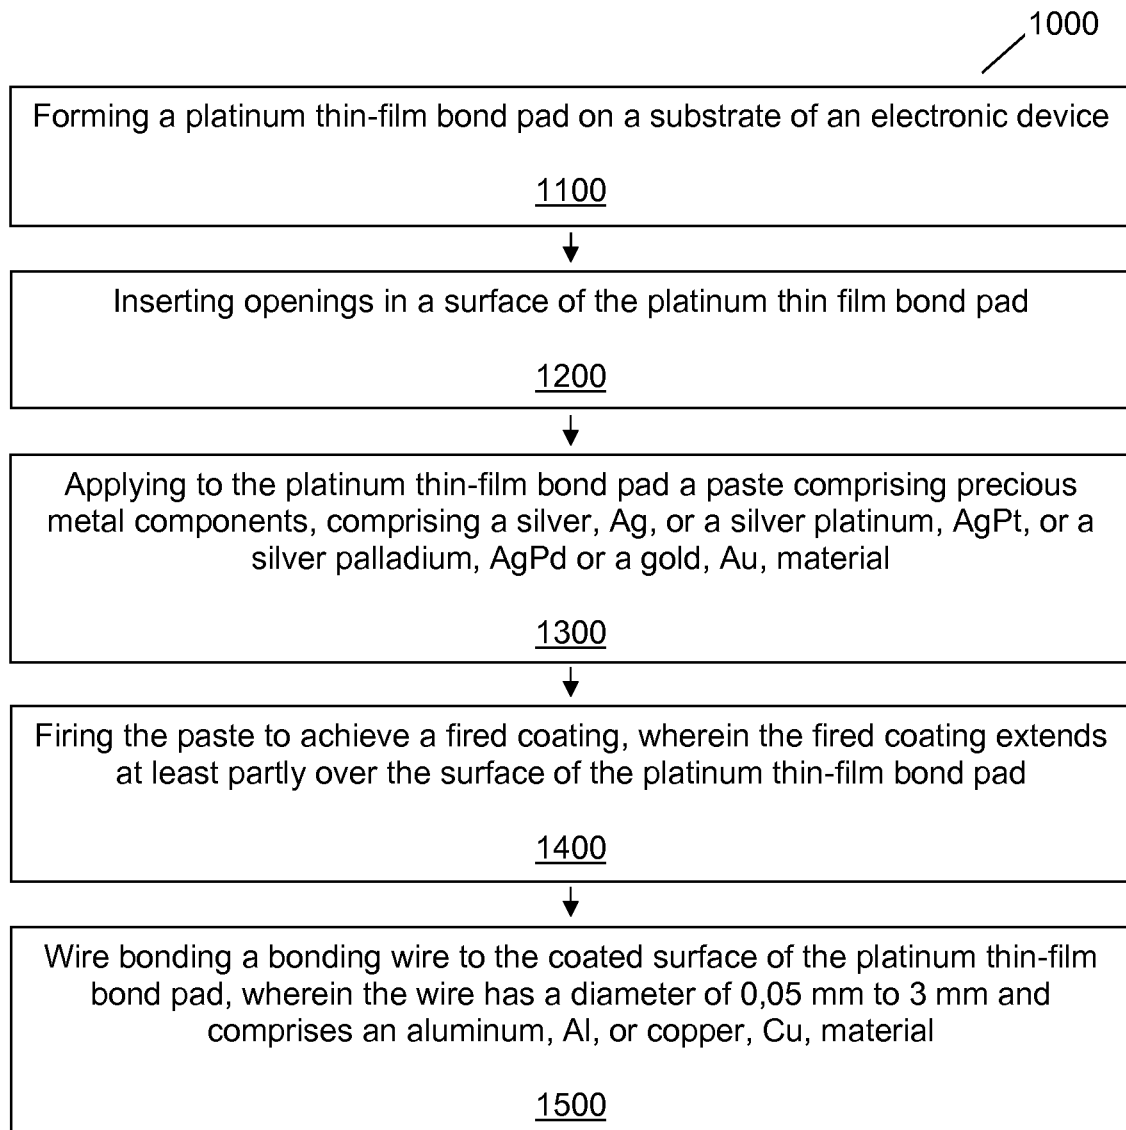 1000
Forming a platinum thin-film bond pad on a substrate of an electronic device
1100
Inserting openings in a surface of the platinum thin film bond pad
1200
Applying to the platinum thin-film bond pad a paste comprising precious
metal components, comprising a silver, Ag, or a silver platinum, AgPt, or a
silver palladium, AgPd or a gold, Au, material
1300
Firing the paste to achieve a fired coating, wherein the fired coating extends
at least partly over the surface of the platinum thin-film bond pad
1400
Wire bonding a bonding wire to the coated surface of the platinum thin-film
bond pad, wherein the wire has a diameter of 0,05 mm to 3 mm and
comprises an aluminum, Al, or copper, Cu, material
1500